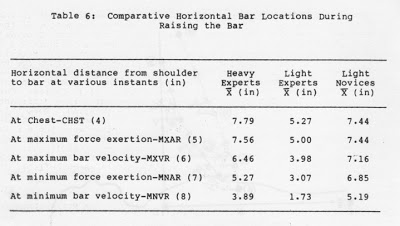 Table 6: Comparative Horizontal Bar Locations During
Raising the Bar
Horizontal distance from shoulder Heavy Light Light
to bar at various instants (in) Experts Experts Novices
X̄ (in) X̄ (in) X̄ (in)
At Chest-CHST (4) 7.79 5.27 7.44
At maximum force exertion-MXAR (5) 7.56 5.00 7.44
At maximum bar velocity-MXVR (6) 6.46 3.98 7.16
At minimum force exertion-MNAR (7) 5.27 3.07 6.85
At minimum bar velocity-MNVR (8) 3.89 1.73 5.19